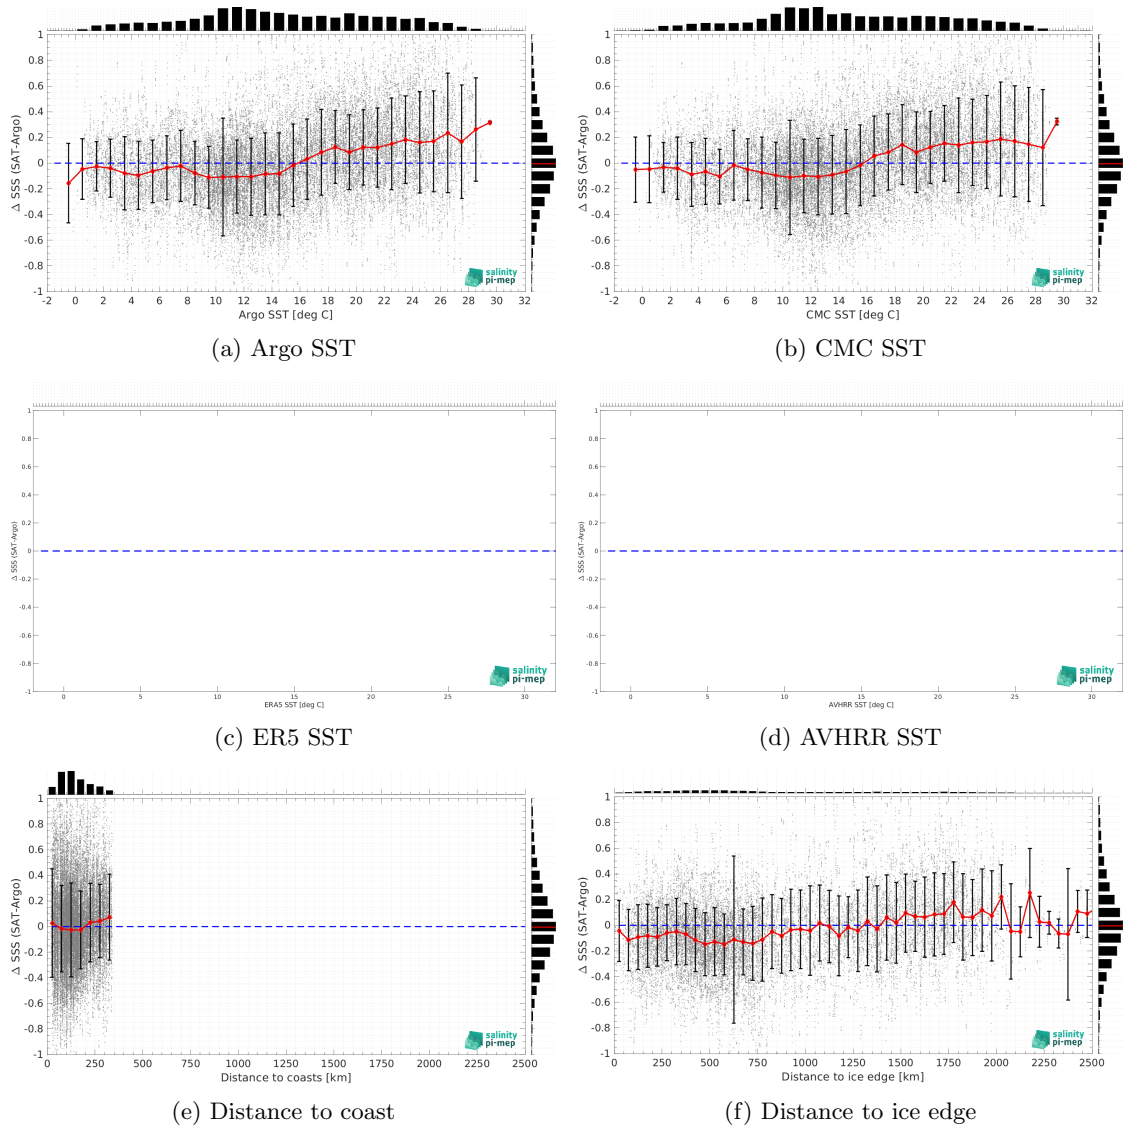 1
0.8
0.6
0.4
0.2
0
-0.2
-0.4
-0.6
-0.8
-1
Δ SSS (SAT-Argo)
-2 0 2 4 6 8 10 12 14 16 18 20 22 24 26 28 30 32
Argo SST [deg C]
salinity
pi-mep
(a) Argo SST
1
0.8
0.6
0.4
0.2
0
-0.2
-0.4
-0.6
-0.8
-1
Δ SSS (SAT-Argo)
-2 0 2 4 6 8 10 12 14 16 18 20 22 24 26 28 30 32
CMC SST [deg C]
salinity
pi-mep
(b) CMC SST
1
0.8
0.6
0.4
0.2
0
-0.2
-0.4
-0.6
-0.8
-1
Δ SSS (SAT-Argo)
0 5 10 15 20 25 30
ERA5 SST [deg C]
salinity
pi-mep
(c) ER5 SST
1
0.8
0.6
0.4
0.2
0
-0.2
-0.4
-0.6
-0.8
-1
Δ SSS (SAT-Argo)
0 5 10 15 20 25 30
AVHRR SST [deg C]
salinity
pi-mep
(d) AVHRR SST
1
0.8
0.6
0.4
0.2
0
-0.2
-0.4
-0.6
-0.8
-1
Δ SSS (SAT-Argo)
0 250 500 750 1000 1250 1500 1750 2000 2250 2500
Distance to coasts [km]
salinity
pi-mep
(e) Distance to coast
1
0.8
0.6
0.4
0.2
0
-0.2
-0.4
-0.6
-0.8
-1
Δ SSS (SAT-Argo)
0 250 500 750 1000 1250 1500 1750 2000 2250 2500
Distance to ice edge [km]
salinity
pi-mep
(f) Distance to ice edge